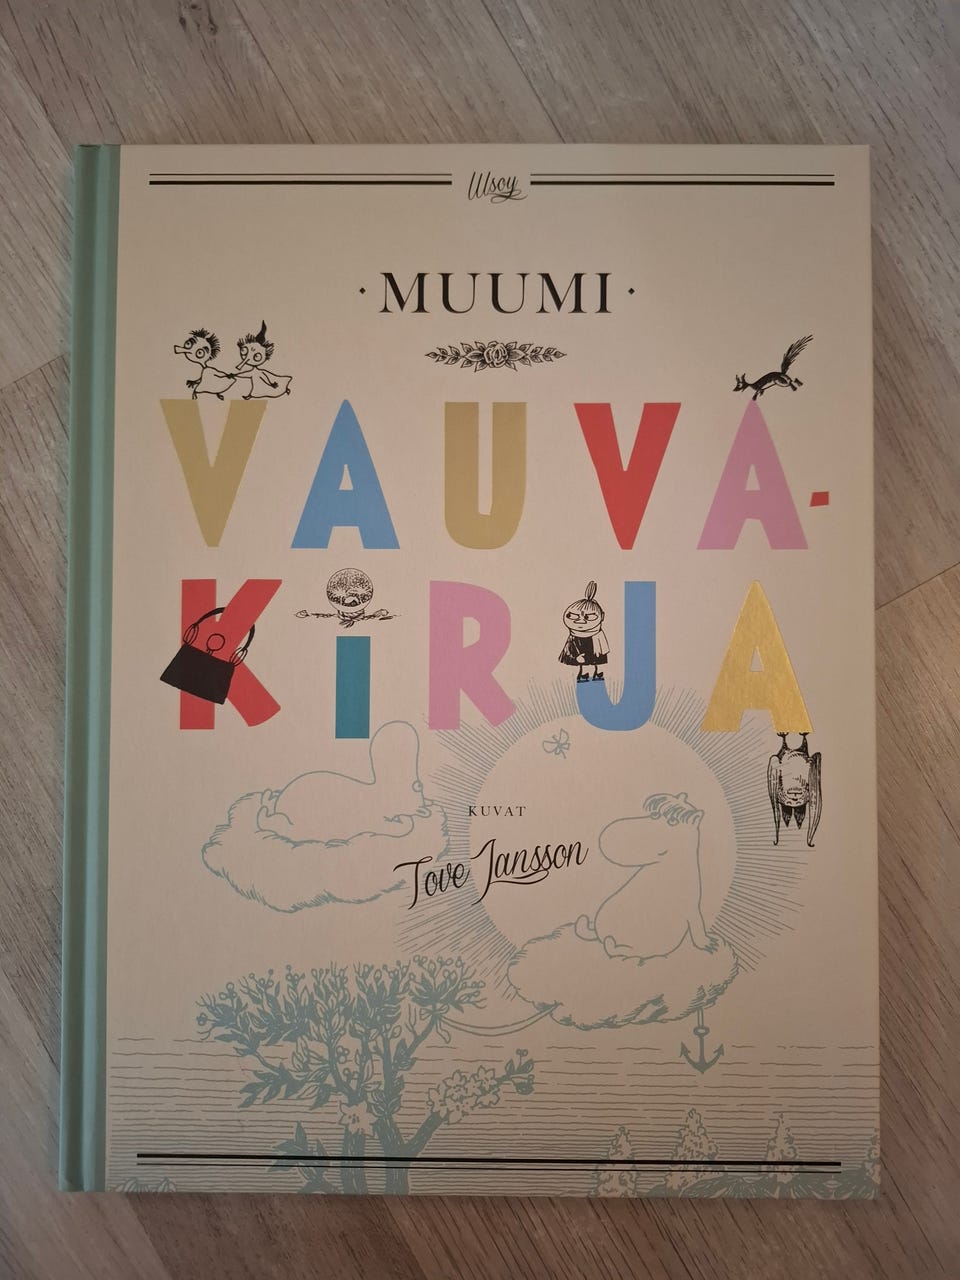 Wsoy
· MUUMI ·
VAUVA-
KIRJA
KUVAT
Tove Jansson